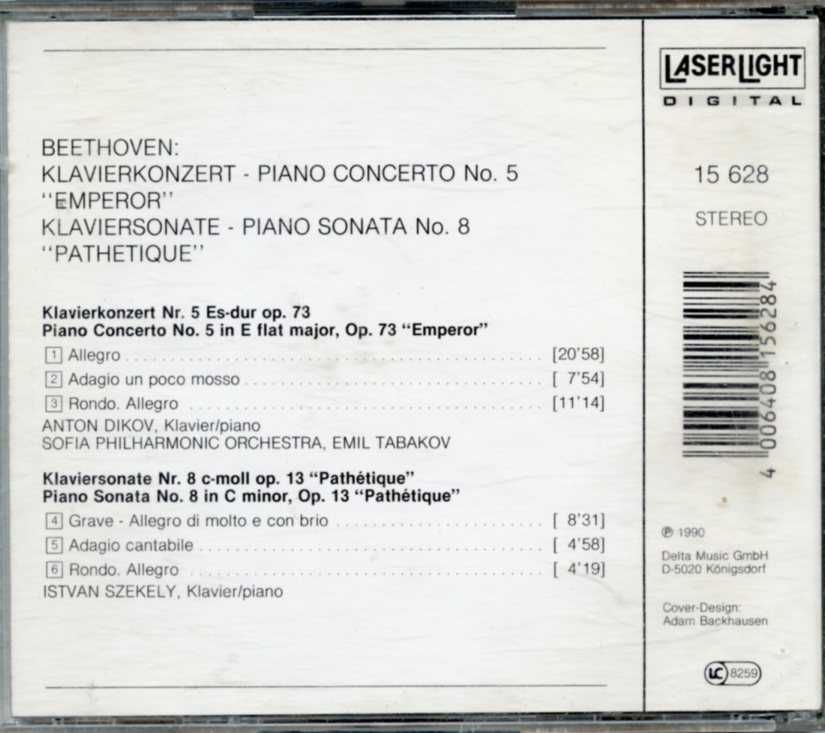 BEETHOVEN:
KLAVIERKONZERT - PIANO CONCERTO No. 5
"EMPEROR"
KLAVIERSONATE - PIANO SONATA No. 8
"PATHETIQUE"
Klavierkonzert Nr. 5 Es-dur op. 73
Piano Concerto No. 5 in E flat major, Op. 73 "Emperor"
1 Allegro [20'58]
2 Adagio un poco mosso [ 7'54]
3 Rondo. Allegro [11'14]
ANTON DIKOV, Klavier/piano
SOFIA PHILHARMONIC ORCHESTRA, EMIL TABAKOV
Klaviersonate Nr. 8 c-moll op. 13 "Pathétique"
Piano Sonata No. 8 in C minor, Op. 13 "Pathétique"
4 Grave - Allegro di molto e con brio [ 8'31]
5 Adagio cantabile [ 4'58]
6 Rondo. Allegro [ 4'19]
ISTVAN SZEKELY, Klavier/piano
LASERLIGHT
DIGITAL
15 628
STEREO
4 006408 156284
℗ 1990
Delta Music GmbH
D-5020 Königsdorf
Cover-Design:
Adam Backhausen
LC 8259